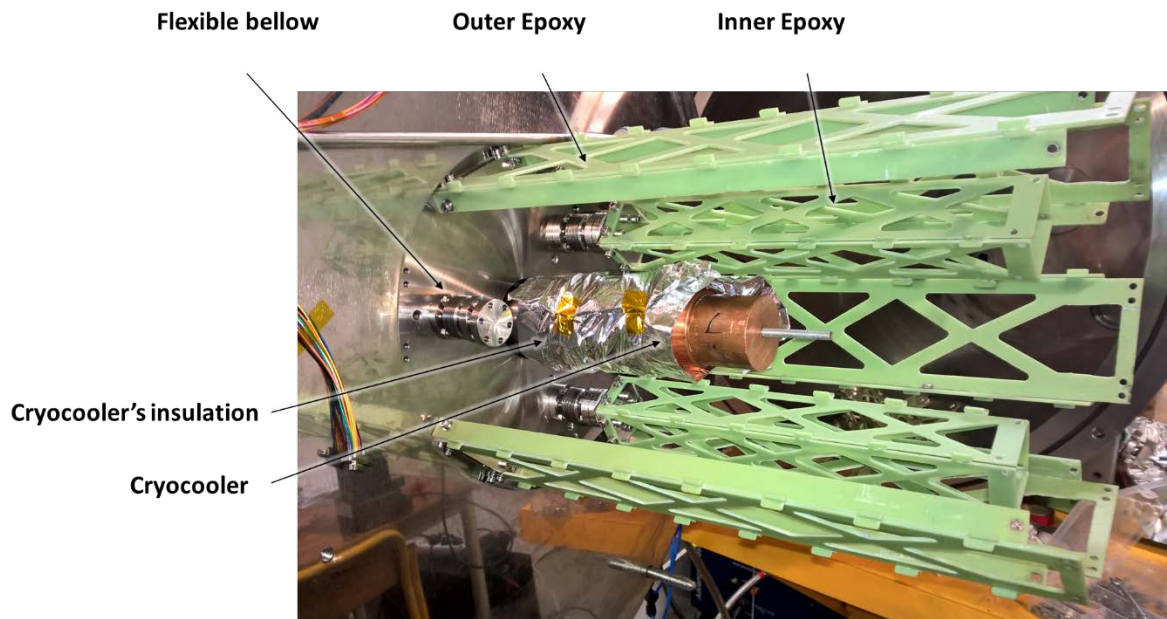 Flexible bellow
Outer Epoxy
Inner Epoxy
Cryocooler's insulation
Cryocooler